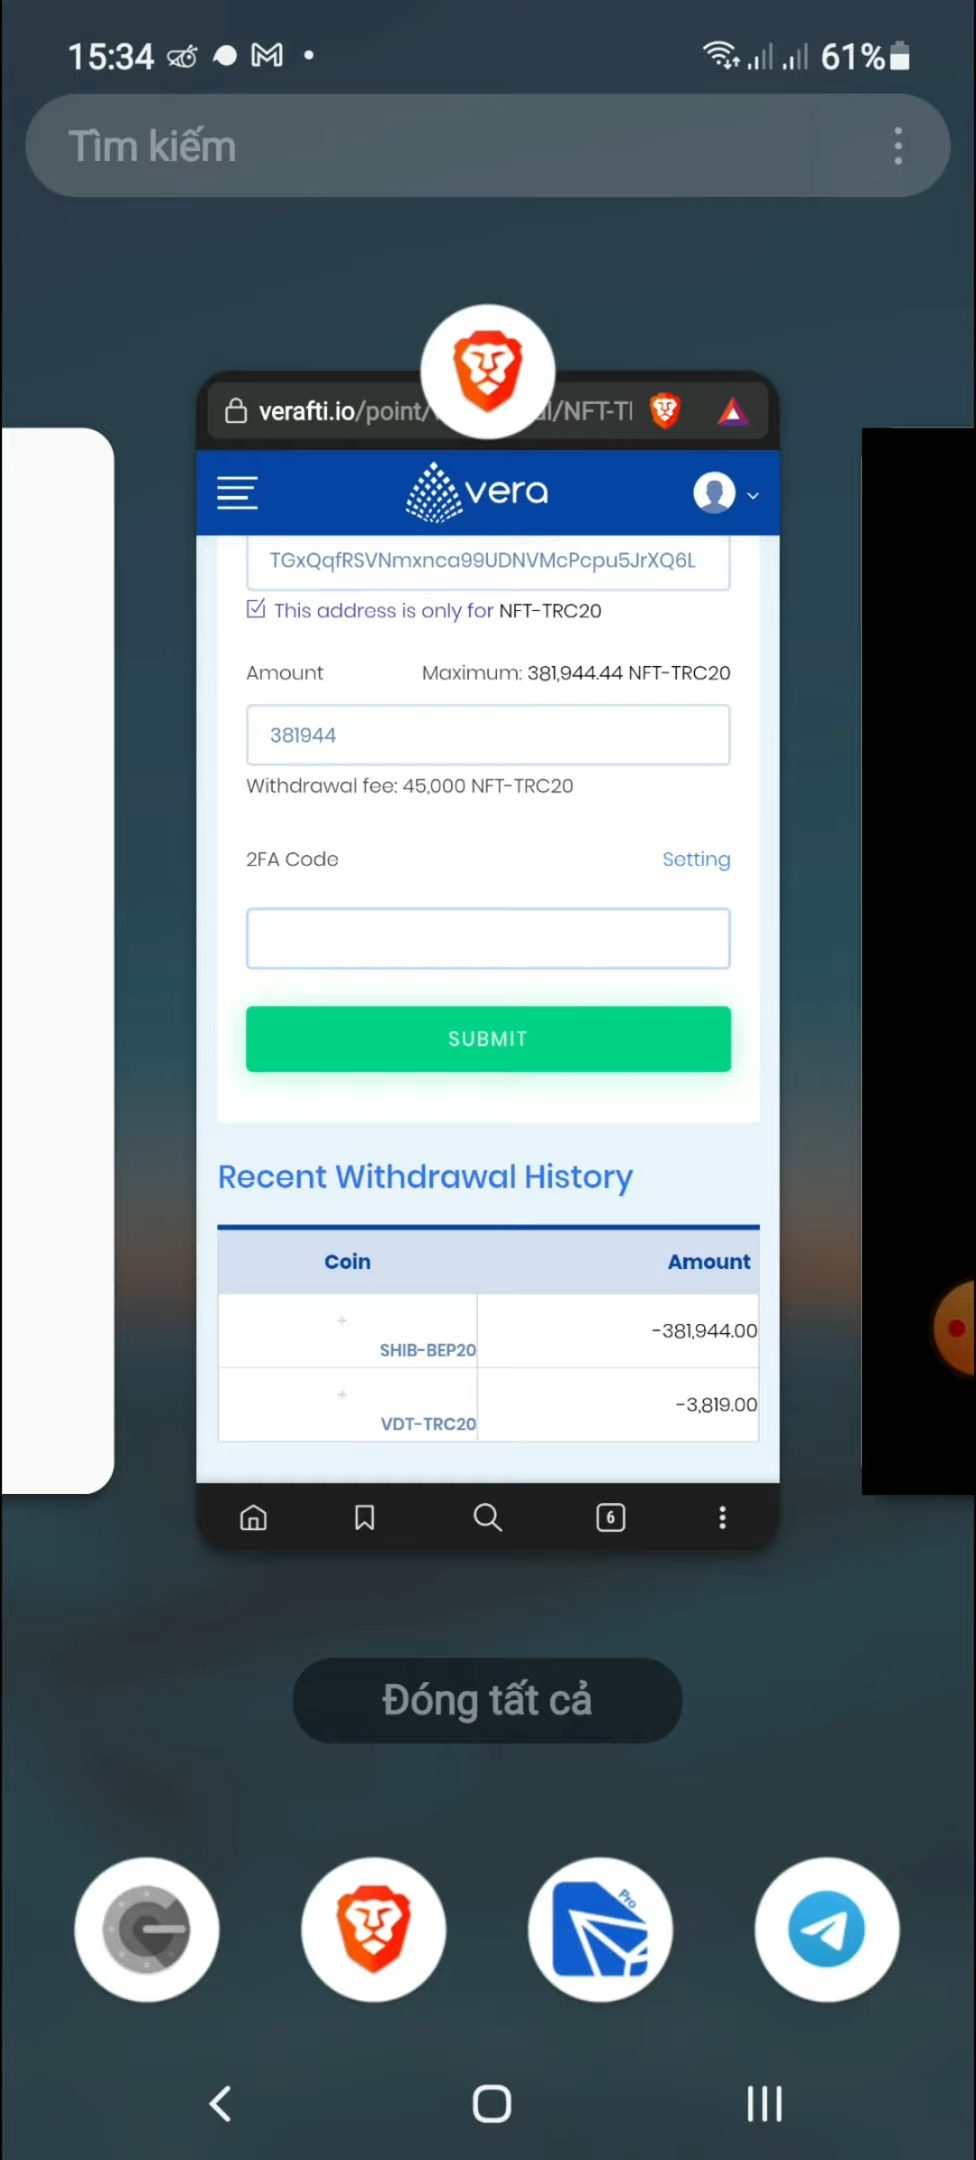 15:34
61%
Tìm kiếm
verafti.io/point/
al/NFT-T
vera
TGxQqfRSVNmxnca99UDNVMcPcpu5JrXQ6L
This address is only for NFT-TRC20
Amount Maximum: 381,944.44 NFT-TRC20
381944
Withdrawal fee: 45,000 NFT-TRC20
2FA Code Setting
SUBMIT
Recent Withdrawal History
Coin Amount
-381,944.00
SHIB-BEP20
-3,819.00
VDT-TRC20
6
Đóng tất cả
Pro